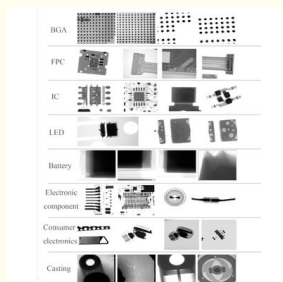 BGA
FPC
IC
LED
Battery
Electronic
component
Consumer
electronics
Casting